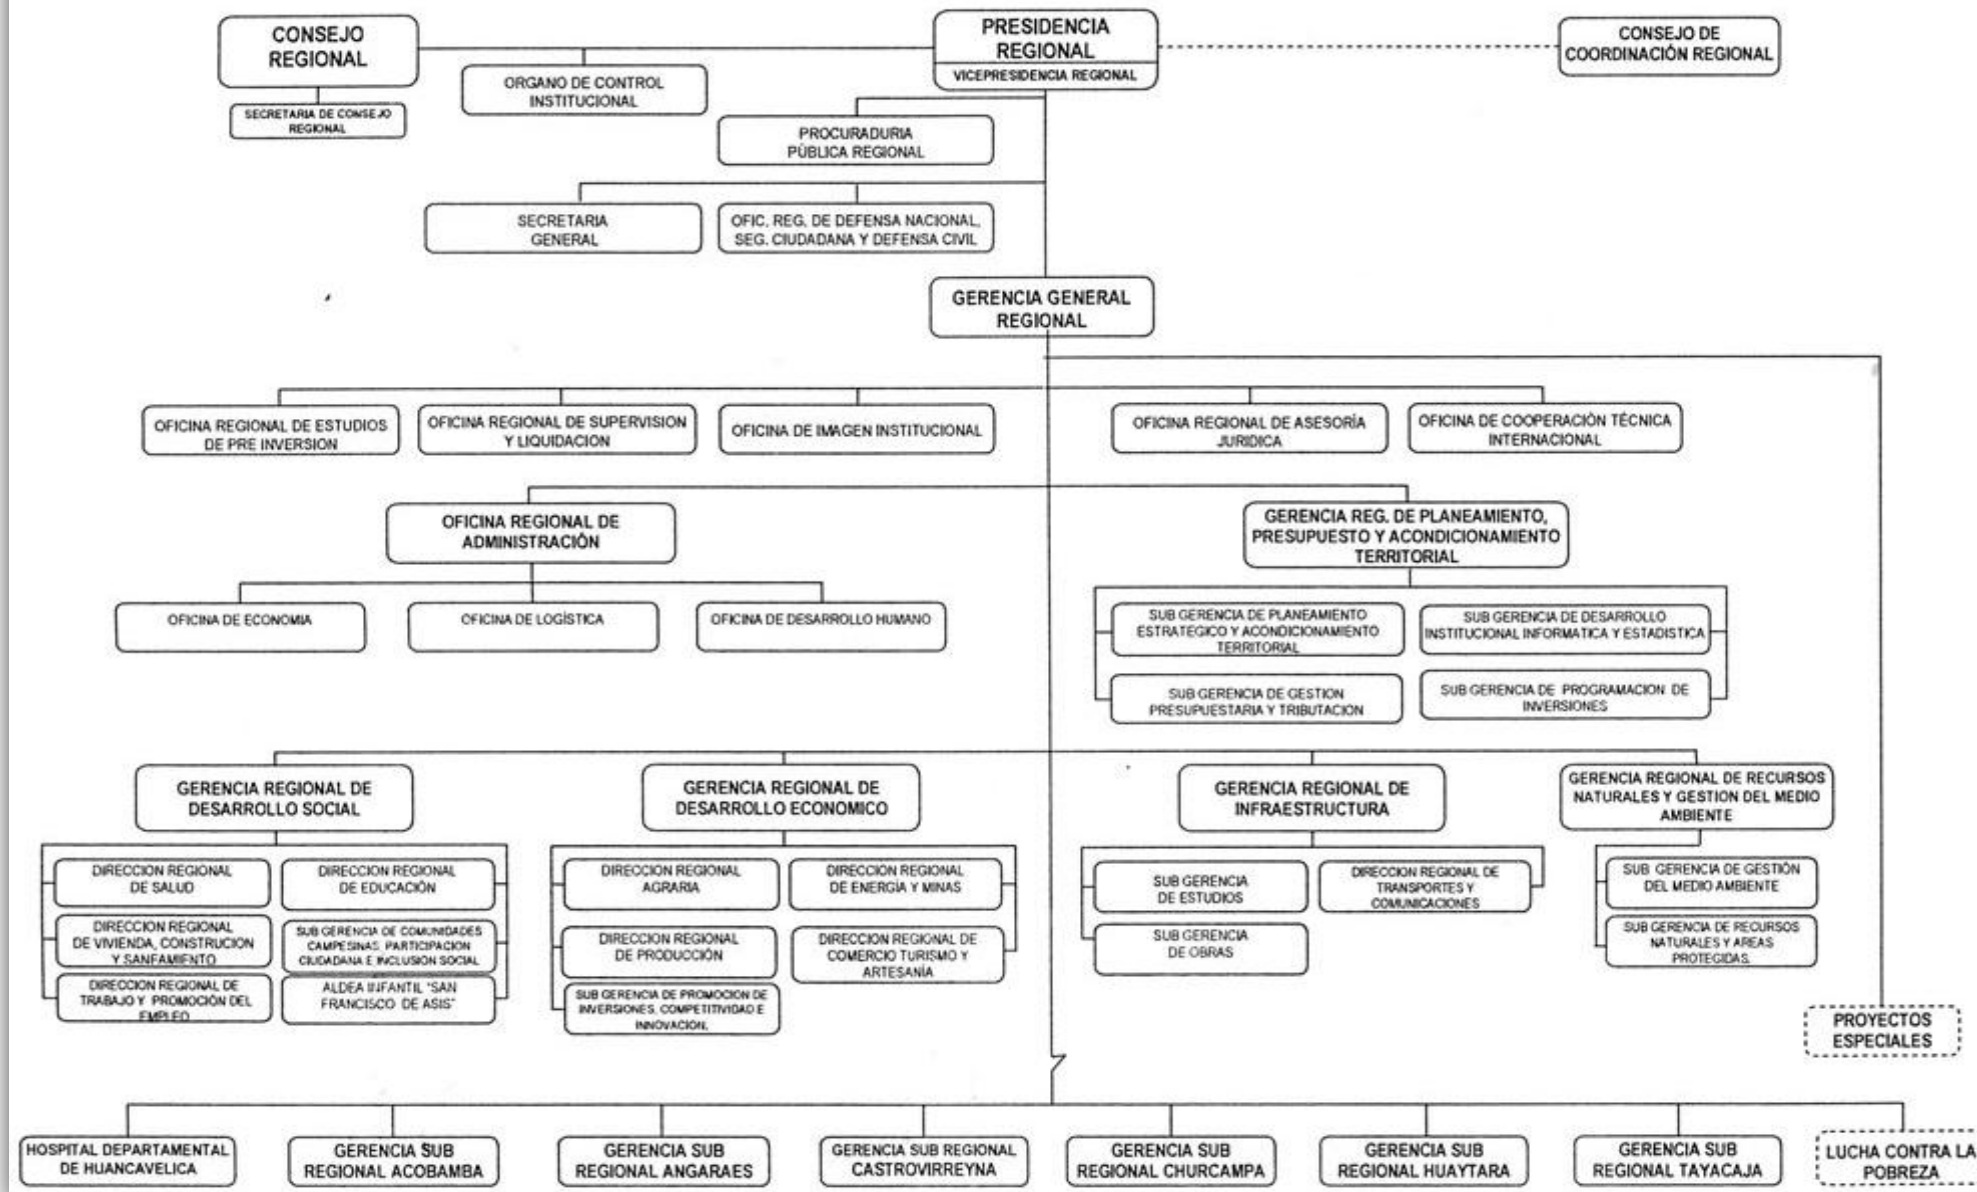 CONSEJO
REGIONAL
PRESIDENCIA
REGIONAL
VICEPRESIDENCIA REGIONAL
CONSEJO DE
COORDINACIÓN REGIONAL
ORGANO DE CONTROL
INSTITUCIONAL
SECRETARIA DE CONSEJO
REGIONAL
PROCURADURIA
PÚBLICA REGIONAL
SECRETARIA
GENERAL
OFIC. REG. DE DEFENSA NACIONAL,
SEG. CIUDADANA Y DEFENSA CIVIL
GERENCIA GENERAL
REGIONAL
OFICINA REGIONAL DE ESTUDIOS
DE PRE INVERSION
OFICINA REGIONAL DE SUPERVISION
Y LIQUIDACION
OFICINA DE IMAGEN INSTITUCIONAL
OFICINA REGIONAL DE ASESORÍA
JURIDICA
OFICINA DE COOPERACIÓN TÉCNICA
INTERNACIONAL
OFICINA REGIONAL DE
ADMINISTRACIÓN
GERENCIA REG. DE PLANEAMIENTO,
PRESUPUESTO Y ACONDICIONAMIENTO
TERRITORIAL
OFICINA DE ECONOMIA
OFICINA DE LOGÍSTICA
OFICINA DE DESARROLLO HUMANO
SUB GERENCIA DE PLANEAMIENTO
ESTRATEGICO Y ACONDICIONAMIENTO
TERRITORIAL
SUB GERENCIA DE DESARROLLO
INSTITUCIONAL INFORMATICA Y ESTADISTICA
SUB GERENCIA DE GESTION
PRESUPUESTARIA Y TRIBUTACION
SUB GERENCIA DE PROGRAMACION DE
INVERSIONES
GERENCIA REGIONAL DE
DESARROLLO SOCIAL
GERENCIA REGIONAL DE
DESARROLLO ECONOMICO
GERENCIA REGIONAL DE
INFRAESTRUCTURA
GERENCIA REGIONAL DE RECURSOS
NATURALES Y GESTION DEL MEDIO
AMBIENTE
DIRECCION REGIONAL
DE SALUD
DIRECCION REGIONAL
DE EDUCACIÓN
DIRECCION REGIONAL
DE VIVIENDA, CONSTRUCION
Y SANEAMIENTO
SUB GERENCIA DE COMUNIDADES
CAMPESINAS, PARTICIPACION
CIUDADANA E INCLUSION SOCIAL
DIRECCION REGIONAL DE
TRABAJO Y PROMOCIÓN DEL
EMPLEO
ALDEA INFANTIL "SAN
FRANCISCO DE ASIS"
DIRECCION REGIONAL
AGRARIA
DIRECCION REGIONAL
DE ENERGÍA Y MINAS
DIRECCION REGIONAL
DE PRODUCCIÓN
DIRECCION REGIONAL DE
COMERCIO TURISMO Y
ARTESANÍA
SUB GERENCIA DE PROMOCION DE
INVERSIONES, COMPETITIVIDAD E
INNOVACION.
SUB GERENCIA
DE ESTUDIOS
DIRECCION REGIONAL DE
TRANSPORTES Y
COMUNICACIONES
SUB GERENCIA
DE OBRAS
SUB GERENCIA DE GESTIÓN
DEL MEDIO AMBIENTE
SUB GERENCIA DE RECURSOS
NATURALES Y AREAS
PROTEGIDAS.
PROYECTOS
ESPECIALES
HOSPITAL DEPARTAMENTAL
DE HUANCAVELICA
GERENCIA SUB
REGIONAL ACOBAMBA
GERENCIA SUB
REGIONAL ANGARAES
GERENCIA SUB REGIONAL
CASTROVIRREYNA
GERENCIA SUB
REGIONAL CHURCAMPA
GERENCIA SUB
REGIONAL HUAYTARA
GERENCIA SUB
REGIONAL TAYACAJA
LUCHA CONTRA LA
POBREZA